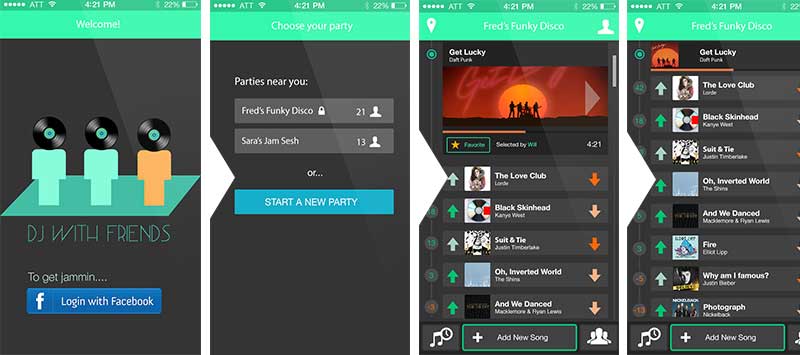 ATT 4:21 PM 22%
Welcome!
DJ WITH FRIENDS
To get jammin....
f Login with Facebook
ATT 4:21 PM 22%
Choose your party
Parties near you:
Fred's Funky Disco 21
Sara's Jam Sesh 13
or...
START A NEW PARTY
ATT 4:21 PM 22%
Fred's Funky Disco
Get Lucky
Daft Punk
Favorite Selected by Will 4:21
The Love Club
Lorde
Black Skinhead
Kanye West
13 Suit & Tie
Justin Timberlake
3 Oh, Inverted World
The Shins
-3 And We Danced
Macklemore & Ryan Lewis
+ Add New Song
ATT 4:21 PM
Fred's Funky Disco
Get Lucky
Daft Punk
42 The Love Club
Lorde
18 Black Skinhead
Kanye West
Suit & Tie
Justin Timberlake
Oh, Inverted World
The Shins
5 And We Danced
Macklemore & Ryan Lewis
3 Fire
Elliot Lipp
-5 Why am I famous?
Justin Bieber
BELIEVE
-13 Photograph
Nickelback
NICKELBACK
+ Add New Song